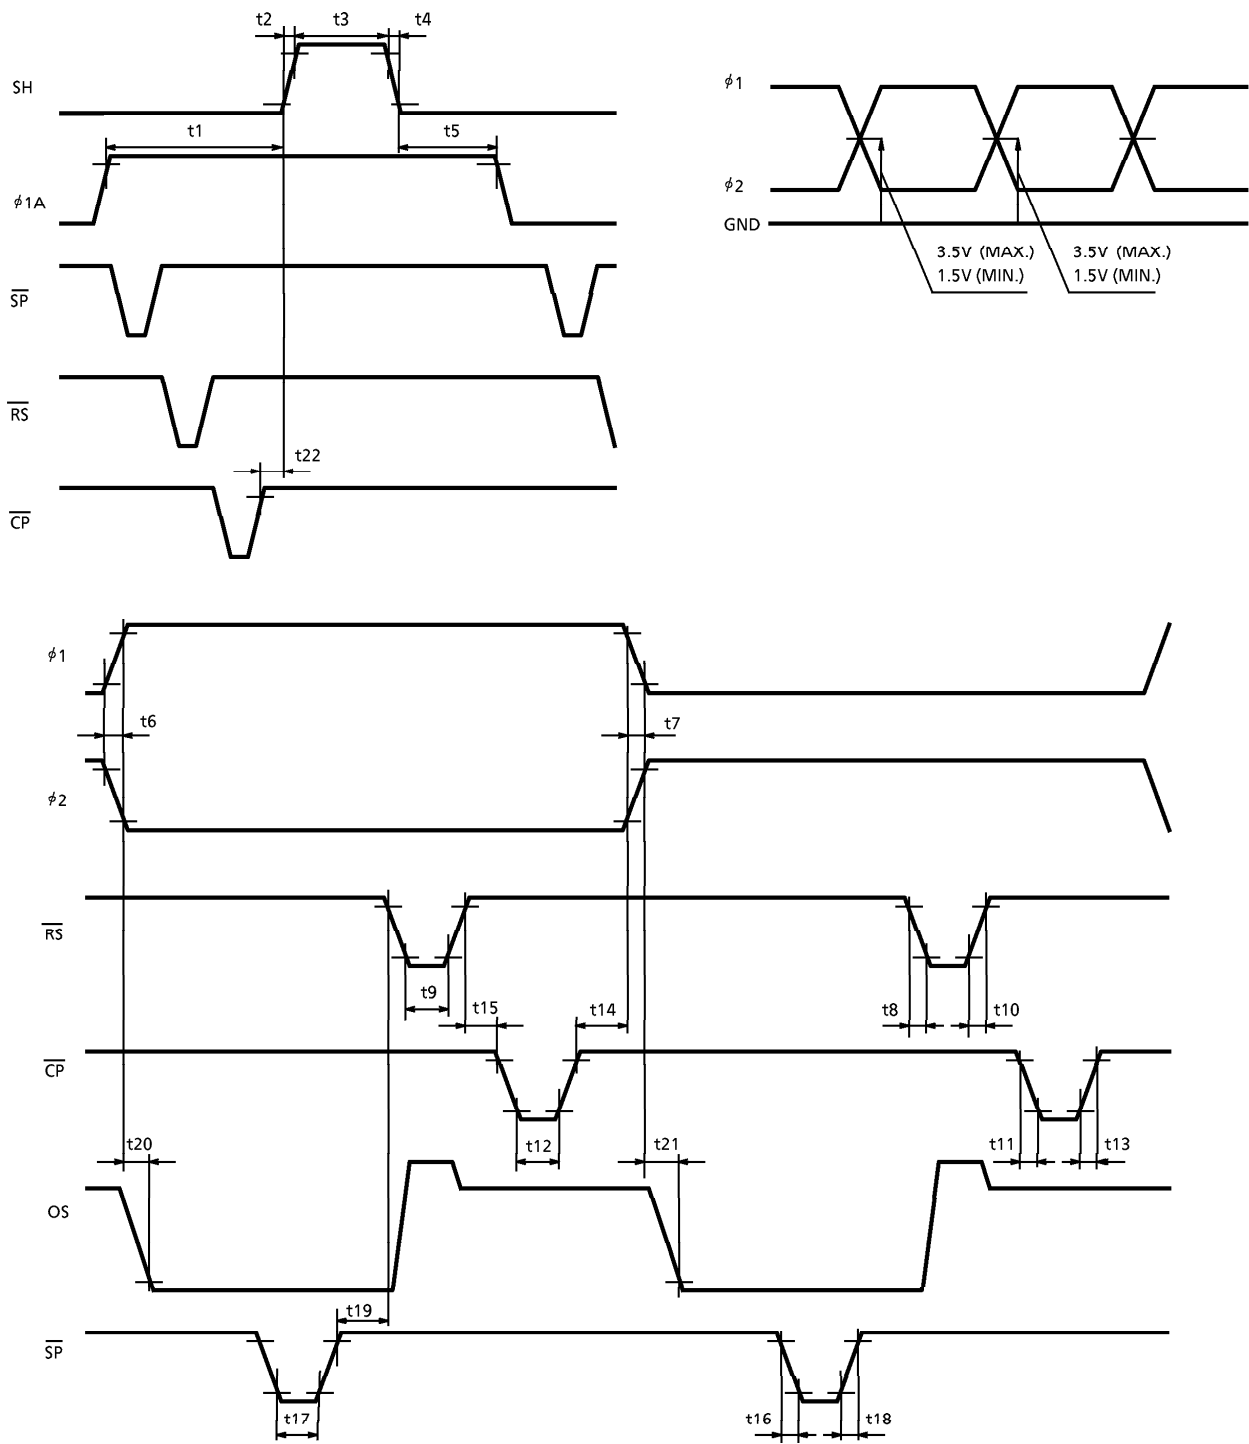 t2 t3 t4
SH
t1 t5
ϕ1A
SP
RS
t22
CP
ϕ1
ϕ2
GND
3.5V (MAX.) 3.5V (MAX.)
1.5V (MIN.) 1.5V (MIN.)
ϕ1
t6 t7
ϕ2
RS
t9 t15 t14 t8 t10
CP
t20 t12 t21 t11 t13
OS
t19
SP
t17 t16 t18